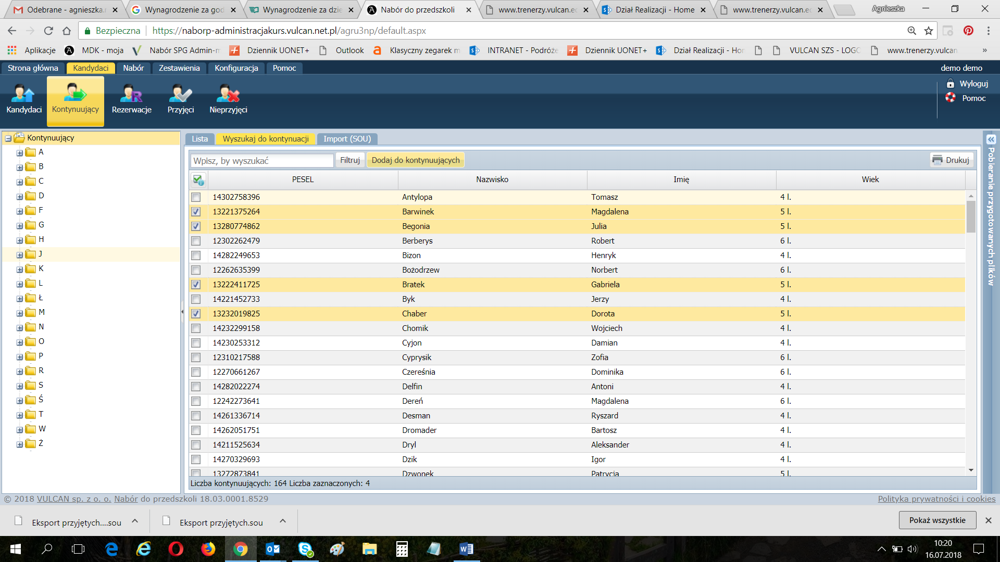 Odebrane - agnieszka.r
Wynagrodzenie za god
Wynagrodzenie za dzie
Nabór do przedszkoli
www.trenerzy.vulcan.ec
Dział Realizacji - Home
www.trenerzy.vulcan.ec
Agnieszka
Bezpieczna
https://naborp-administracjakurs.vulcan.net.pl/agru3np/default.aspx
Aplikacje
MDK - moja
Nabór SPG Admin-m
Dziennik UONET+
Outlook
Klasyczny zegarek m
INTRANET - Podróże
Dziennik UONET+
Dział Realizacji - Hor
VULCAN SZS - LOGO
www.trenerzy.vulcan
»
Strona główna
Kandydaci
Nabór
Zestawienia
Konfiguracja
Pomoc
demo demo
Kandydaci
Kontynuujący
Rezerwacje
Przyjęci
Nieprzyjęci
Wyloguj
Pomoc
Kontynuujący
A
B
C
D
F
G
H
J
K
L
Ł
M
N
O
P
R
S
Ś
T
W
Ż
Lista
Wyszukaj do kontynuacji
Import (SOU)
Wpisz, by wyszukać
Filtruj
Dodaj do kontynuujących
Drukuj
PESEL Nazwisko Imię Wiek
14302758396 Antylopa Tomasz 4 l.
13221375264 Barwinek Magdalena 5 l.
13280774862 Begonia Julia 5 l.
12302262479 Berberys Robert 6 l.
14282249653 Bizon Henryk 4 l.
12262635399 Bożodrzew Norbert 6 l.
13222411725 Bratek Gabriela 5 l.
14221452733 Byk Jerzy 4 l.
13232019825 Chaber Dorota 5 l.
14232299158 Chomik Wojciech 4 l.
14230253312 Cyjon Damian 4 l.
12310217588 Cyprysik Zofia 6 l.
12270661267 Czereśnia Dominika 6 l.
14282022274 Delfin Antoni 4 l.
12242273641 Dereń Magdalena 6 l.
14261336714 Desman Ryszard 4 l.
14262051751 Dromader Bartosz 4 l.
14211525634 Dryl Aleksander 4 l.
14270329693 Dzik Igor 4 l.
13272873841 Dzwonek Patrycja 5 l.
Liczba kontynuujących: 164 Liczba zaznaczonych: 4
Pobieranie przygotowanych plików
© 2018 VULCAN sp. z o. o. Nabór do przedszkoli 18.03.0001.8529
Polityka prywatności i cookies
Eksport przyjętych....sou
Eksport przyjętych.sou
Pokaż wszystkie
10:20
16.07.2018